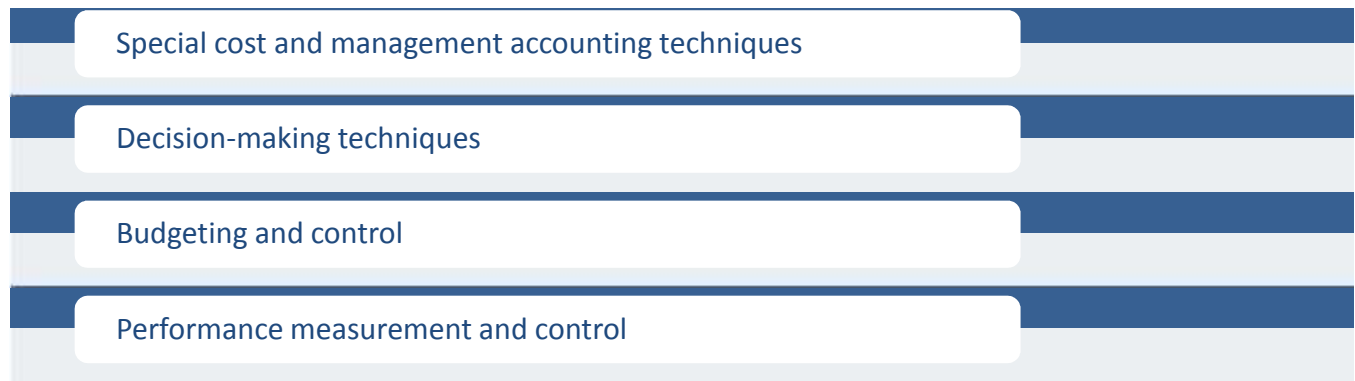 Special cost and management accounting techniques
Decision-making techniques
Budgeting and control
Performance measurement and control